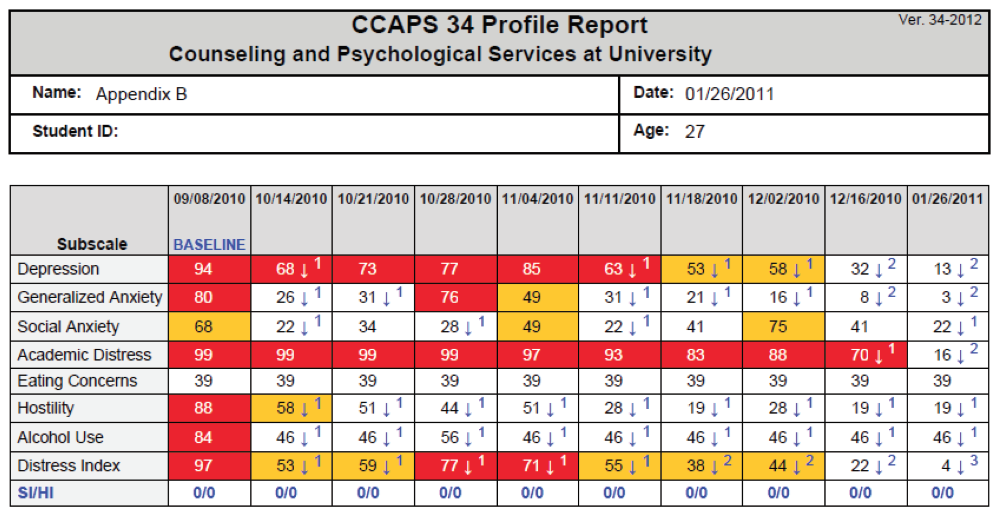 CCAPS 34 Profile Report
Ver. 34-2012
Counseling and Psychological Services at University
Name: Appendix B
Date: 01/26/2011
Student ID:
Age: 27
Subscale 09/08/2010 BASELINE 10/14/2010 10/21/2010 10/28/2010 11/04/2010 11/11/2010 11/18/2010 12/02/2010 12/16/2010 01/26/2011
Depression 94 68 ↓ 1 73 77 85 63 ↓ 1 53 ↓ 1 58 ↓ 1 32 ↓ 2 13 ↓ 2
Generalized Anxiety 80 26 ↓ 1 31 ↓ 1 76 49 31 ↓ 1 21 ↓ 1 16 ↓ 1 8 ↓ 2 3 ↓ 2
Social Anxiety 68 22 ↓ 1 34 28 ↓ 1 49 22 ↓ 1 41 75 41 22 ↓ 1
Academic Distress 99 99 99 99 97 93 83 88 70 ↓ 1 16 ↓ 2
Eating Concerns 39 39 39 39 39 39 39 39 39 39
Hostility 88 58 ↓ 1 51 ↓ 1 44 ↓ 1 51 ↓ 1 28 ↓ 1 19 ↓ 1 28 ↓ 1 19 ↓ 1 19 ↓ 1
Alcohol Use 84 46 ↓ 1 46 ↓ 1 56 ↓ 1 46 ↓ 1 46 ↓ 1 46 ↓ 1 46 ↓ 1 46 ↓ 1 46 ↓ 1
Distress Index 97 53 ↓ 1 59 ↓ 1 77 ↓ 1 71 ↓ 1 55 ↓ 1 38 ↓ 2 44 ↓ 2 22 ↓ 2 4 ↓ 3
SI/HI 0/0 0/0 0/0 0/0 0/0 0/0 0/0 0/0 0/0 0/0